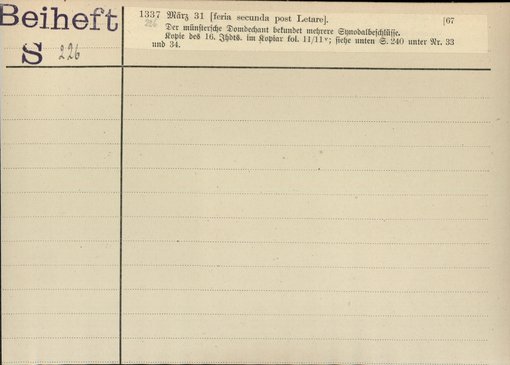 Beiheft
S 226
1337 März 31 [feria secunda post Letare]. [67
226
Der münsterische Domdechant bekundet mehrere Synodalbeschlüsse.
Kopie des 16. Jhdts. im Kopiar fol. 11/11v; siehe unten S. 240 unter Nr. 33
und 34.